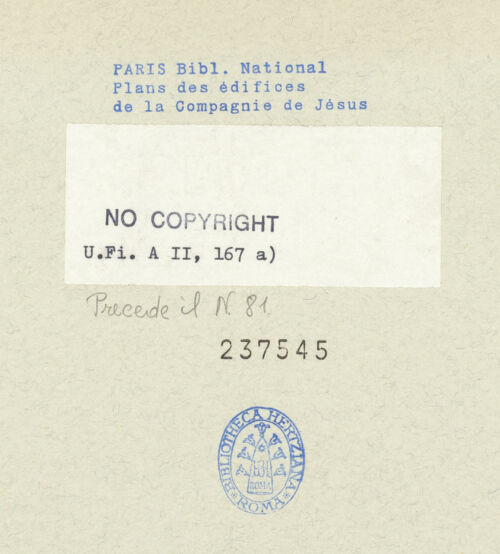 PARIS Bibl. National
Plans des édifices
de la Compagnie de Jésus
NO COPYRIGHT
U.Fi. A II, 167 a)
Precede il N. 81.
237545
BIBLIOTHECA HERTZIANA
ROMA
ROMA